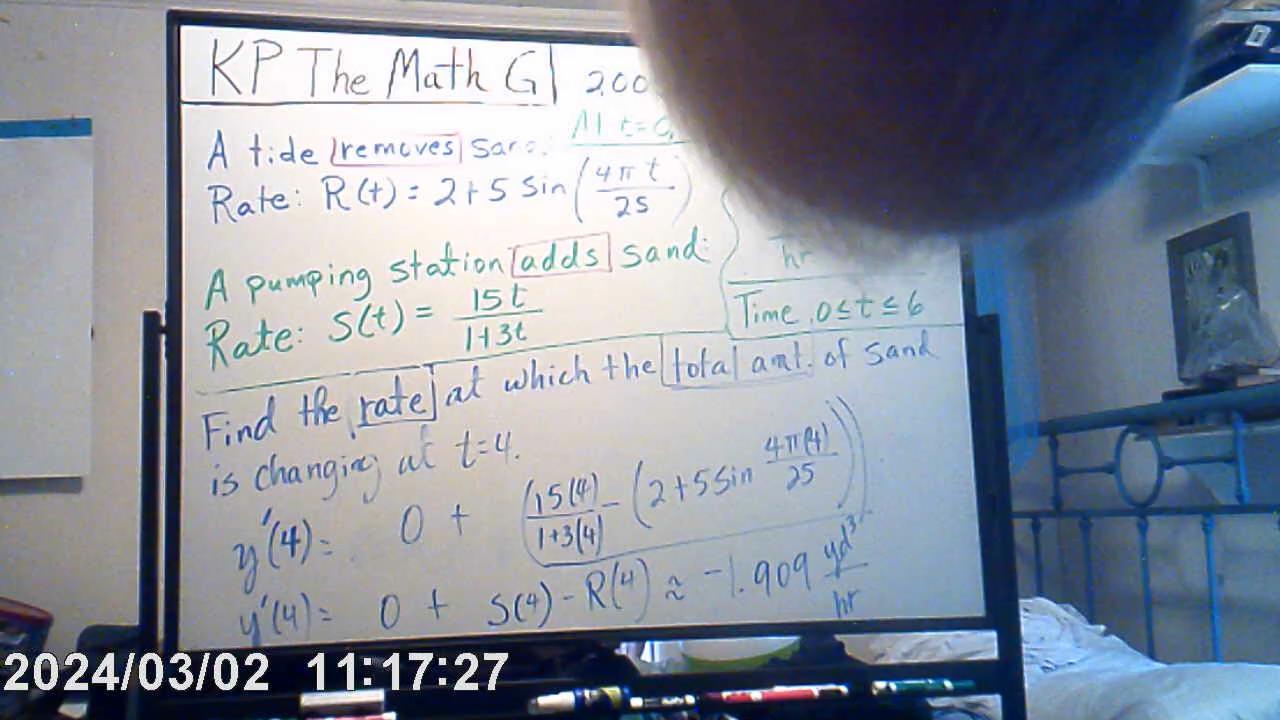 KP The Math G
200
A tide removes
At t=0,
Rate: R(t) = 2+5 sin(4πt/25)
hr
A pumping station adds sand:
Rate: S(t) = 15t/1+3t
Time, 0≤t≤6
Find the rate at which the total amt. of sand
is changing at t=4.
y'(4) = 0 + (15(4)/1+3(4) - (2+5sin 4π(4)/25))
y'(4) = 0 + S(4) - R(4) ≈ -1.909 yd³/hr
2024/03/02 11:17:27